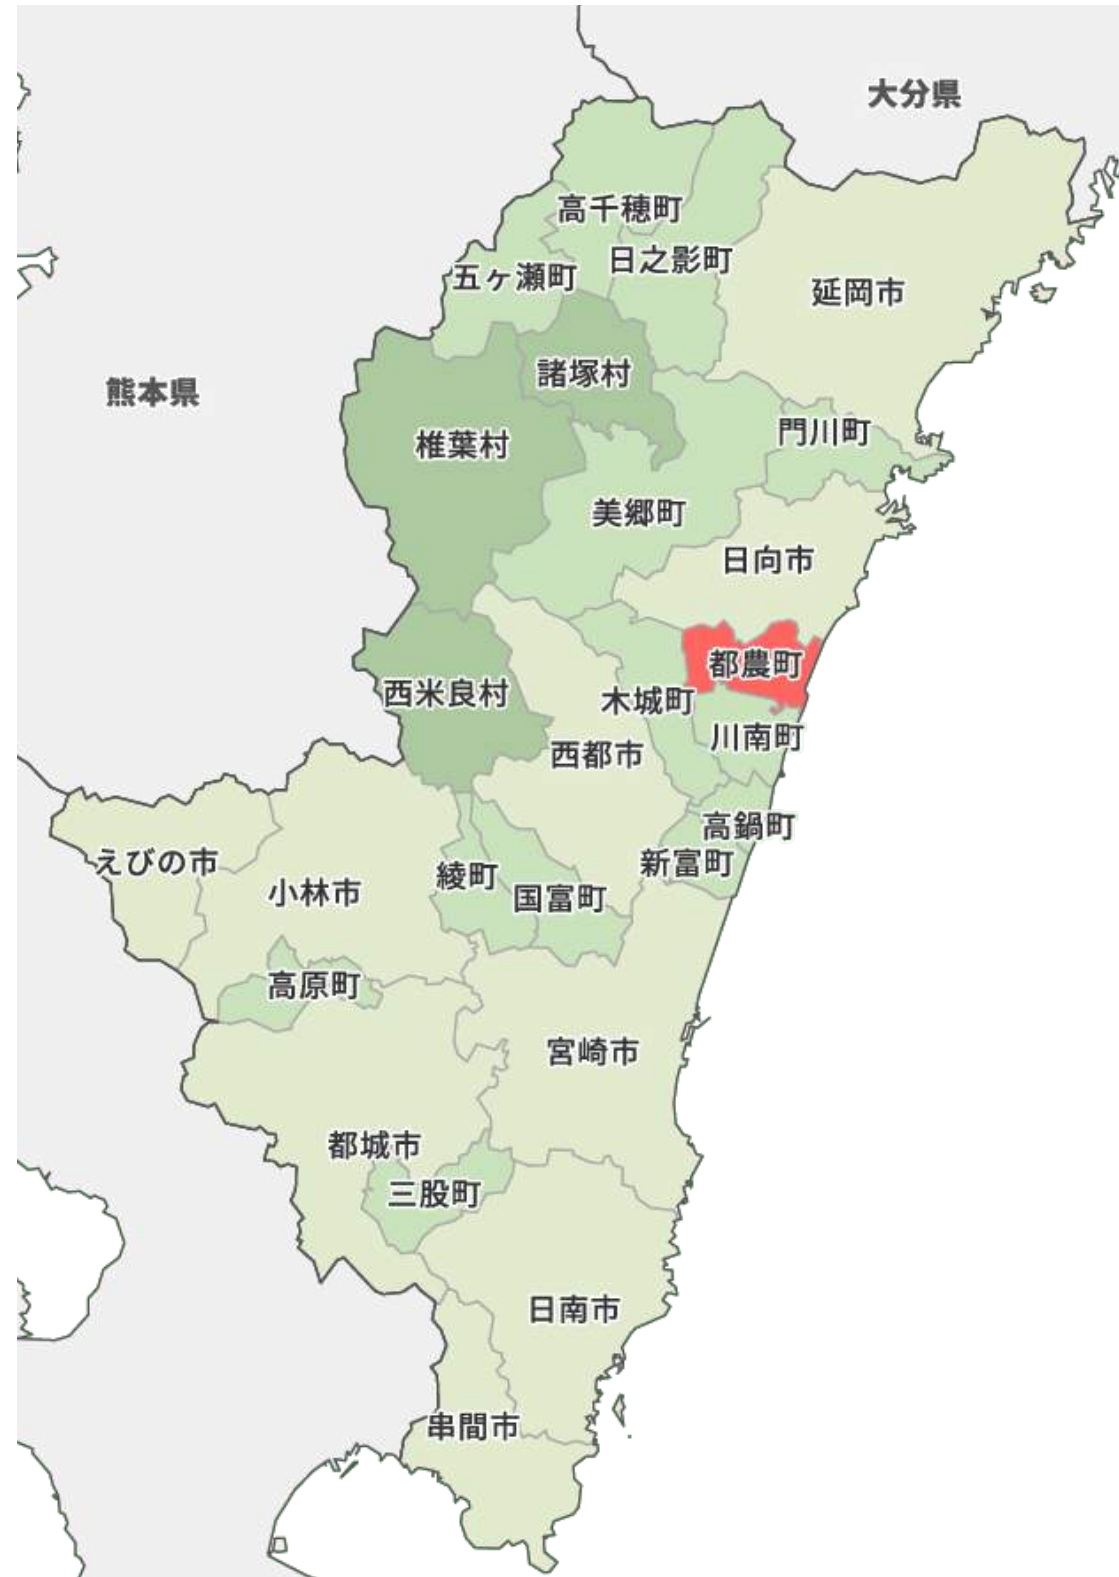 大分県
高千穂町
日之影町
五ヶ瀬町
延岡市
諸塚村
熊本県
椎葉村
門川町
美郷町
日向市
都農町
西米良村
木城町
川南町
西都市
高鍋町
えびの市
新富町
綾町
小林市
国富町
高原町
宮崎市
都城市
三股町
日南市
串間市